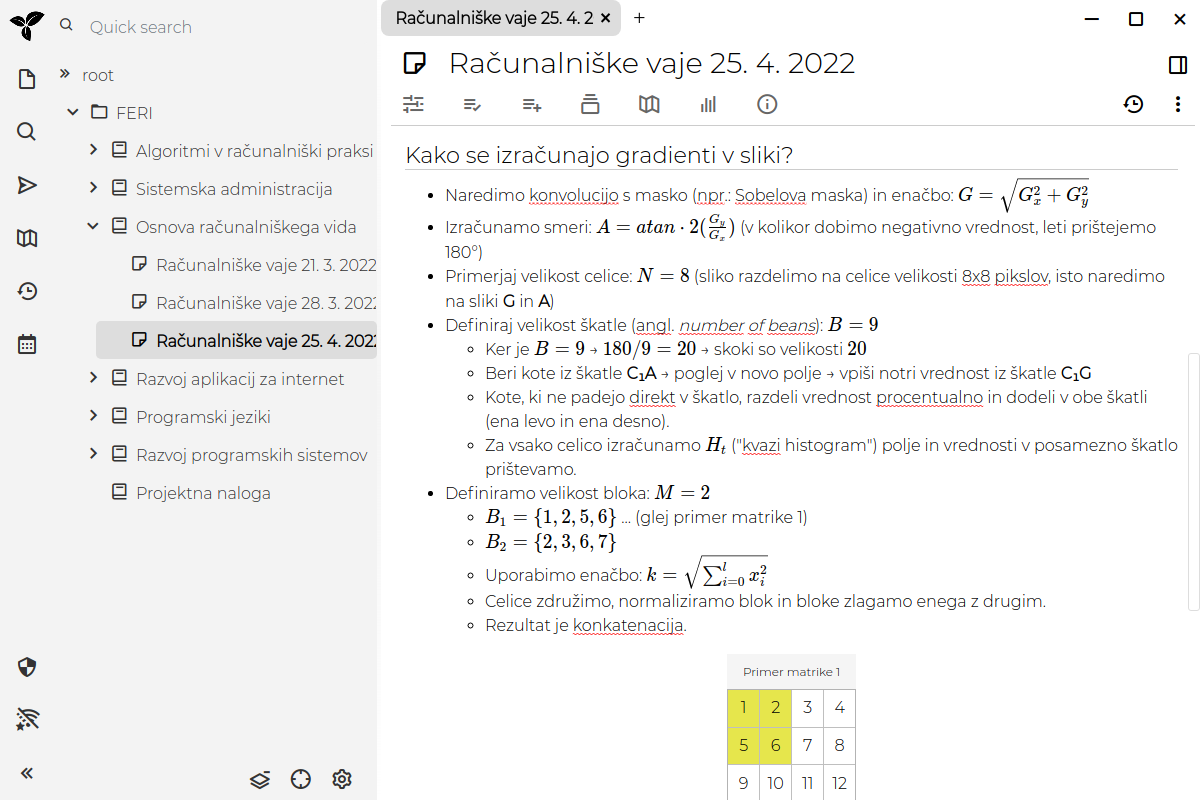 Quick search
root
FERI
Algoritmi v računalniški praksi
Sistemska administracija
Osnova računalniškega vida
Računalniške vaje 21. 3. 2022
Računalniške vaje 28. 3. 2022
Računalniške vaje 25. 4. 2022
Razvoj aplikacij za internet
Programski jeziki
Razvoj programskih sistemov
Projektna naloga
Računalniške vaje 25. 4. 2
Računalniške vaje 25. 4. 2022
Kako se izračunajo gradienti v sliki?
• Naredimo konvolucijo s masko (npr.: Sobelova maska) in enačbo: G = √(G_x^2 + G_y^2)
• Izračunamo smeri: A = atan · 2(G_y/G_x) (v kolikor dobimo negativno vrednost, leti prištejemo
180°)
• Primerjaj velikost celice: N = 8 (sliko razdelimo na celice velikosti 8x8 pikslov, isto naredimo
na sliki G in A)
• Definiraj velikost škatle (angl. number of beans): B = 9
◦ Ker je B = 9 → 180/9 = 20 → skoki so velikosti 20
◦ Beri kote iz škatle C₁A → poglej v novo polje → vpiši notri vrednost iz škatle C₁G
◦ Kote, ki ne padejo direkt v škatlo, razdeli vrednost procentualno in dodeli v obe škatli
(ena levo in ena desno).
◦ Za vsako celico izračunamo H_t ("kvazi histogram") polje in vrednosti v posamezno škatlo
prištevamo.
• Definiramo velikost bloka: M = 2
◦ B₁ = {1, 2, 5, 6} ... (glej primer matrike 1)
◦ B₂ = {2, 3, 6, 7}
◦ Uporabimo enačbo: k = √(∑_{i=0}^{l} x_i^2)
◦ Celice združimo, normaliziramo blok in bloke zlagamo enega z drugim.
◦ Rezultat je konkatenacija.
Primer matrike 1
1 2 3 4
5 6 7 8
9 10 11 12